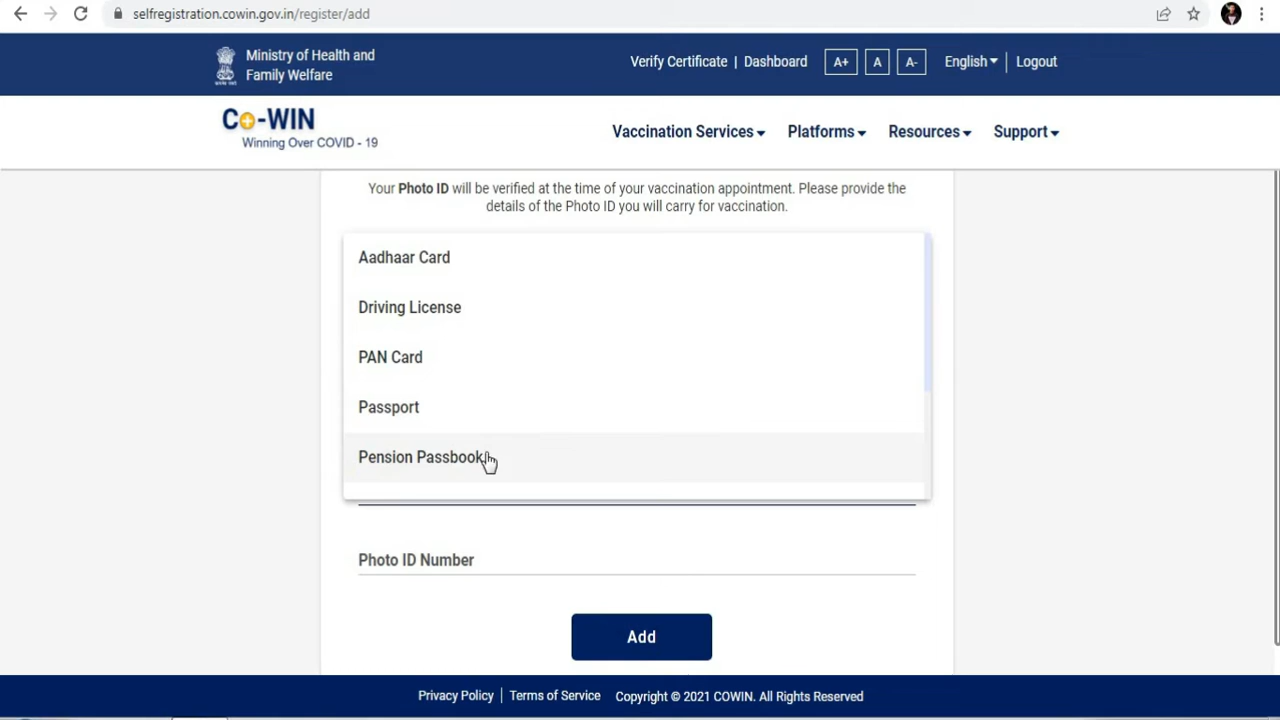 selfregistration.cowin.gov.in/register/add
Ministry of Health and
Family Welfare
Verify Certificate | Dashboard A+ A A- English Logout
Co-WIN
Winning Over COVID - 19
Vaccination Services Platforms Resources Support
Your Photo ID will be verified at the time of your vaccination appointment. Please provide the
details of the Photo ID you will carry for vaccination.
Aadhaar Card
Driving License
PAN Card
Passport
Pension Passbook
Photo ID Number
Add
Privacy Policy | Terms of Service Copyright © 2021 COWIN. All Rights Reserved